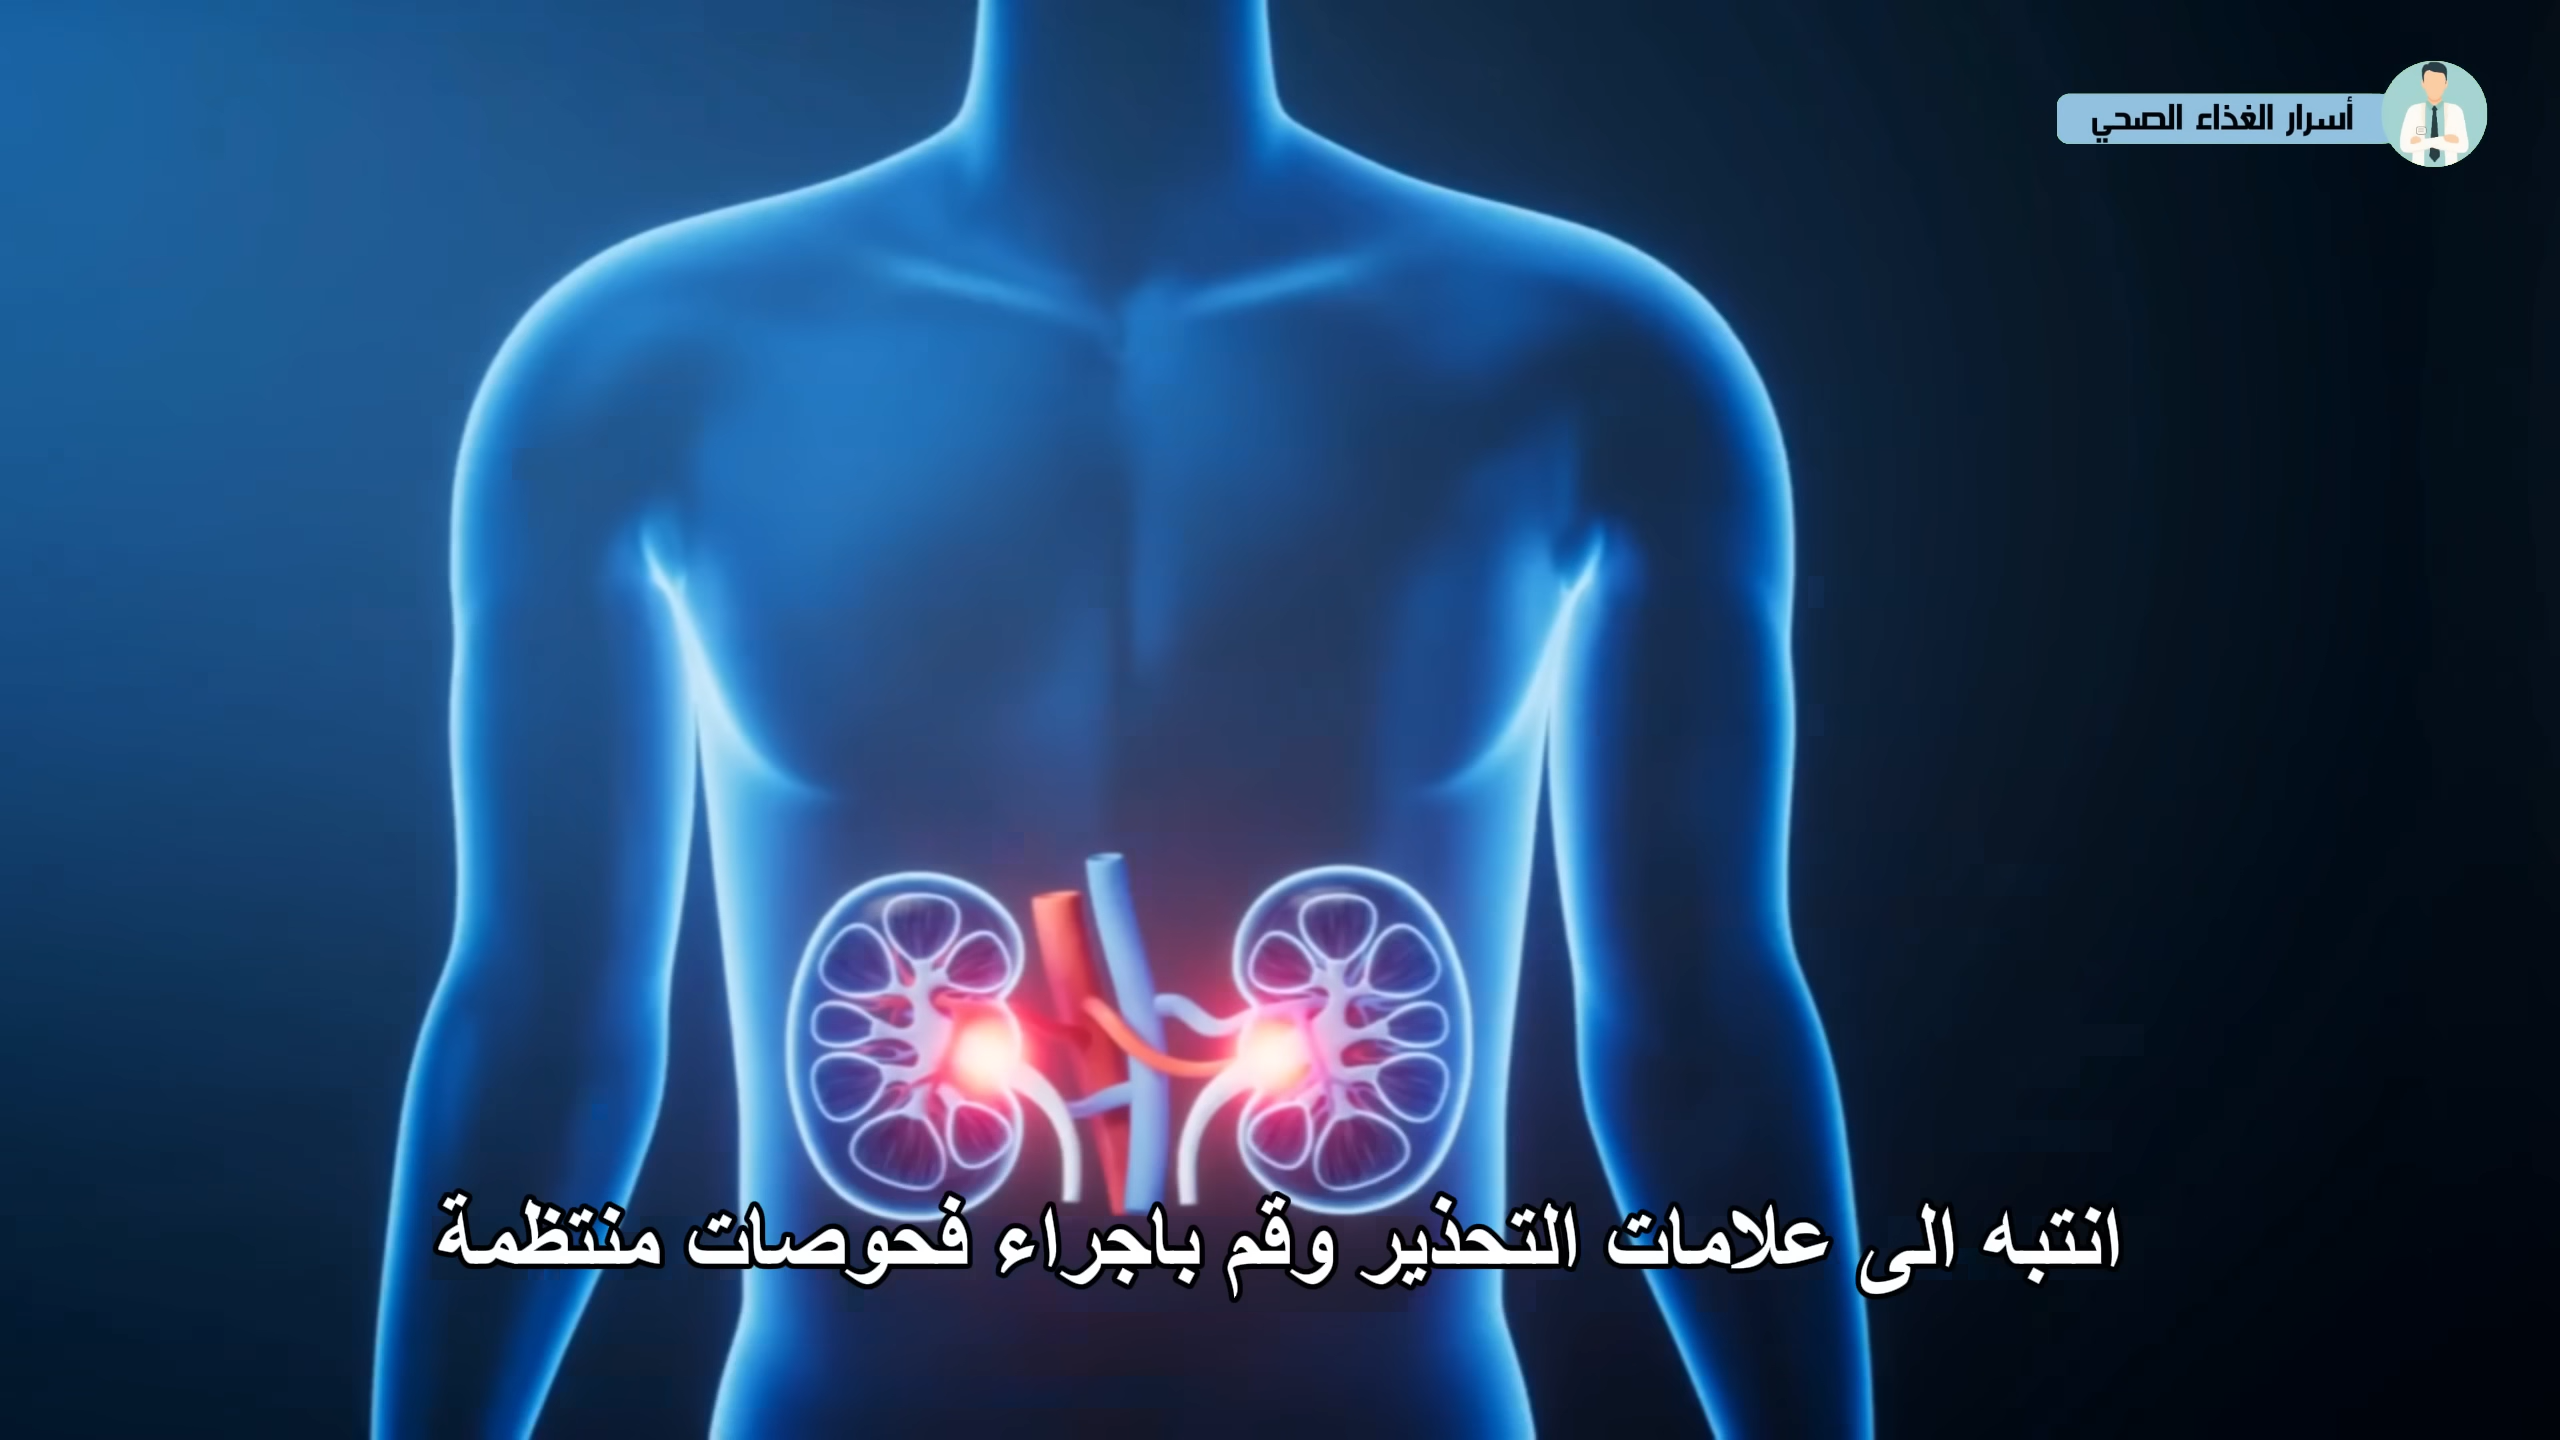 أسرار الغذاء الصحي
انتبه الى علامات التحذير وقم باجراء فحوصات منتظمة